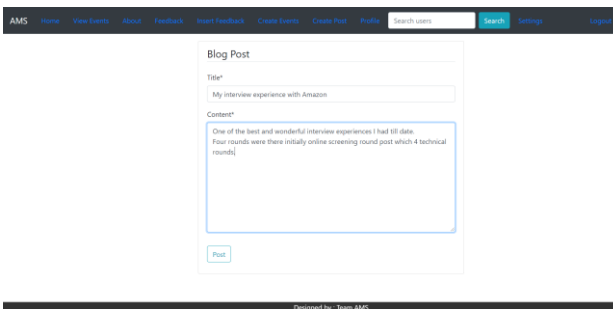 AMS Home View Events About Feedback Insert Feedback Create Events Create Post Profile Search users Search Settings Logout
Blog Post
Title*
My interview experience with Amazon
Content*
One of the best and wonderful interview experiences I had till date.
Four rounds were there initially online screening round post which 4 technical
rounds
Post
Designed by : Team AMS